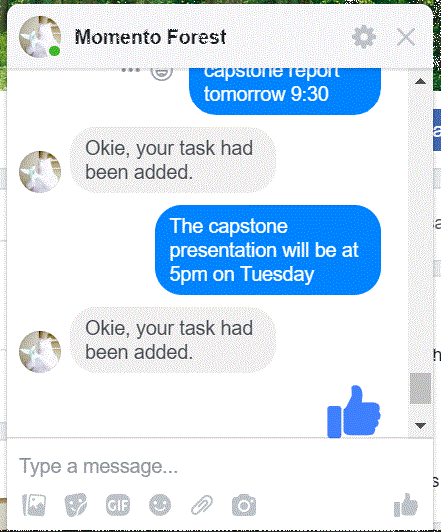 Momento Forest
capstone report
tomorrow 9:30
Okie, your task had
been added.
The capstone
presentation will be at
5pm on Tuesday
Okie, your task had
been added.
Type a message...
GIF